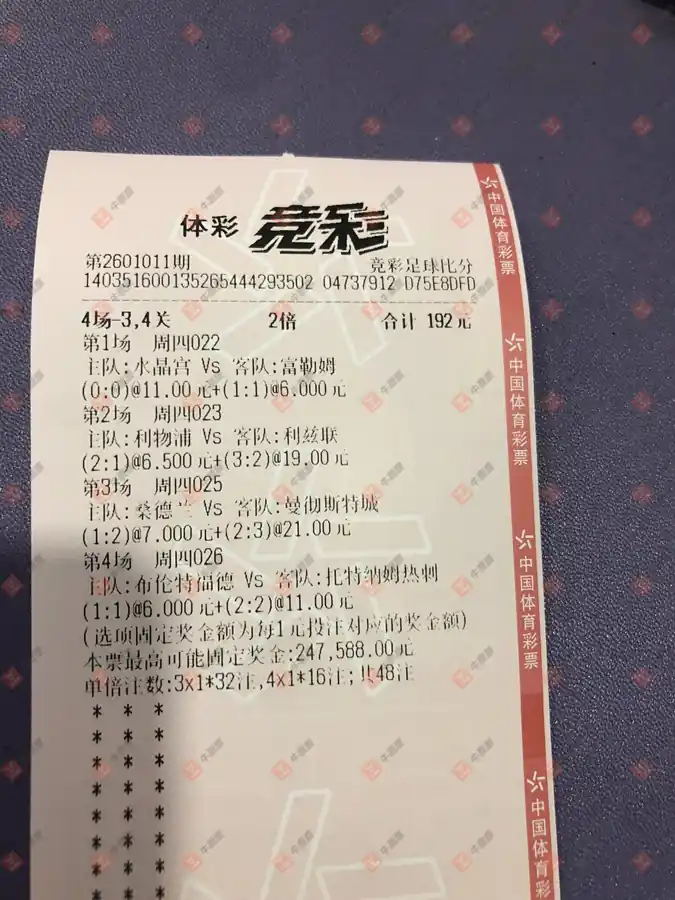 体彩 竞彩
第2601011期 竞彩足球比分
140351600135265444293502 04737912 D75E8DFD
4场-3,4关 2倍 合计 192元
第1场 周四022
主队:水晶宫 Vs 客队:富勒姆
(0:0)@11.00元+(1:1)@6.000元
第2场 周四023
主队:利物浦 Vs 客队:利兹联
(2:1)@6.500元+(3:2)@19.00元
第3场 周四025
主队:桑德兰 Vs 客队:曼彻斯特城
(1:2)@7.000元+(2:3)@21.00元
第4场 周四026
主队:布伦特福德 Vs 客队:托特纳姆热刺
(1:1)@6.000元+(2:2)@11.00元
(选项固定奖金额为每1元投注对应的奖金额)
本票最高可能固定奖金:247,588.00元
单倍注数:3x1*32注,4x1*16注;共48注
* * *
* * *
* * *
* * *
* * *
* * *
* * *
* * *
中国体育彩票
中国体育彩票
中国体育彩票
中国体育彩